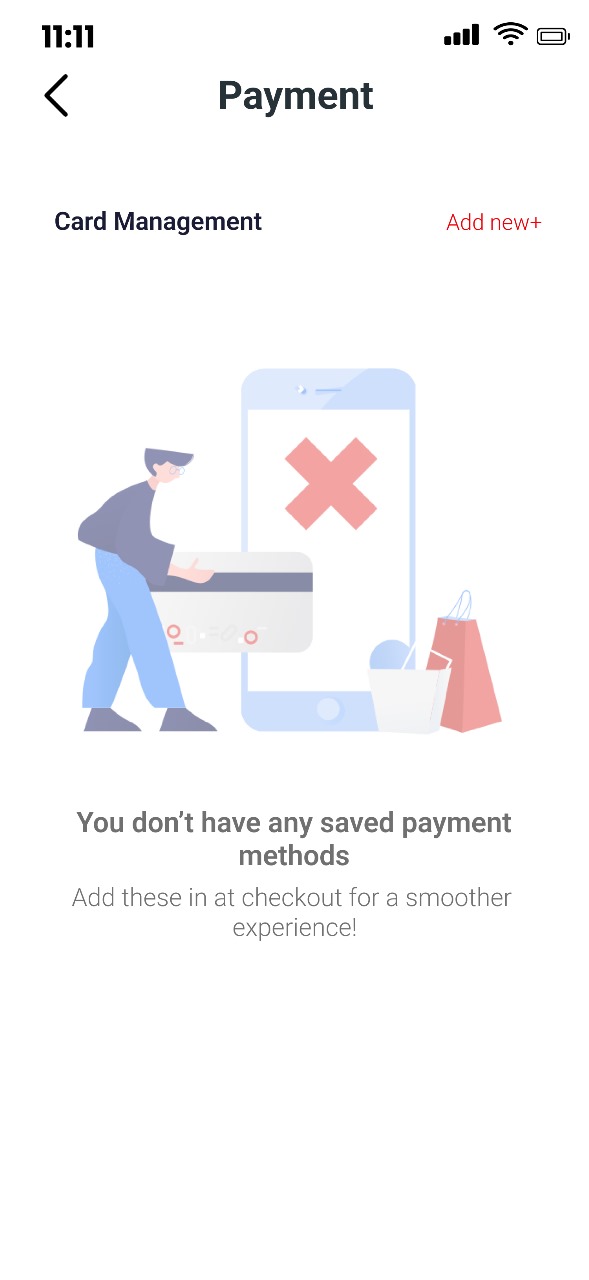 11:11
Payment
Card Management
Add new+
You don’t have any saved payment
methods
Add these in at checkout for a smoother
experience!